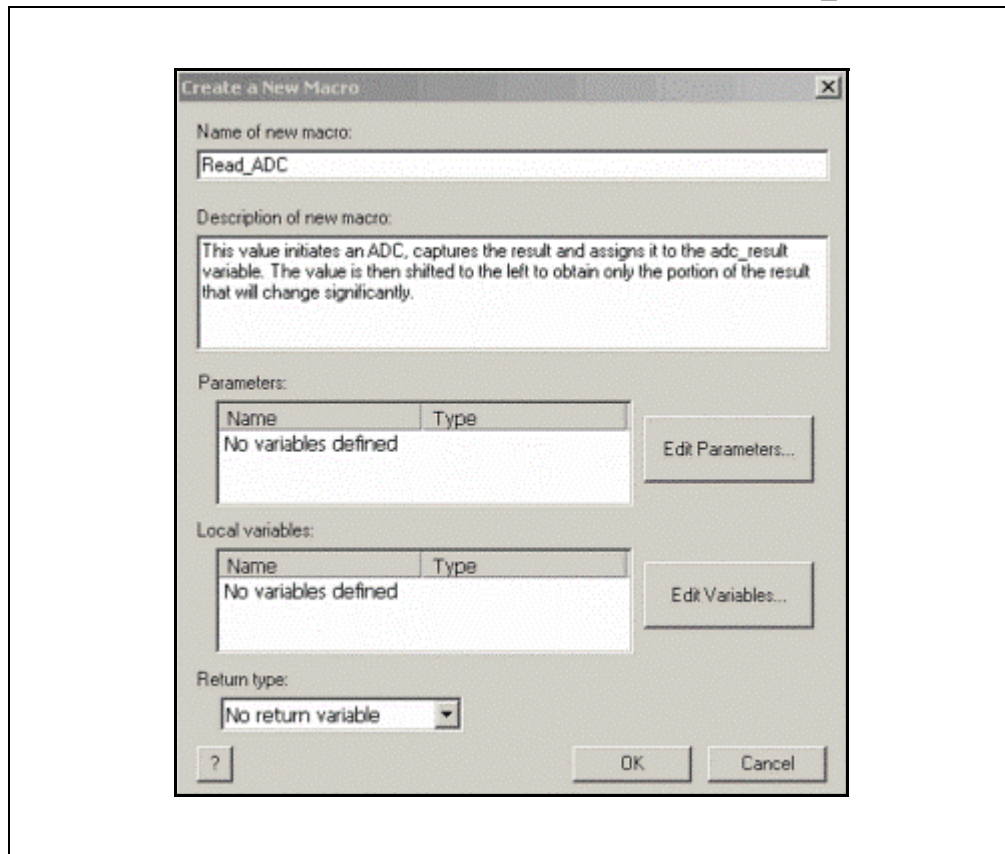 Create a New Macro
Name of new macro:
Read_ADC
Description of new macro:
This value initiates an ADC, captures the result and assigns it to the adc_result
variable. The value is then shifted to the left to obtain only the portion of the result
that will change significantly.
Parameters:
Name Type
No variables defined
Edit Parameters...
Local variables:
Name Type
No variables defined
Edit Variables...
Return type:
No return variable
? OK Cancel